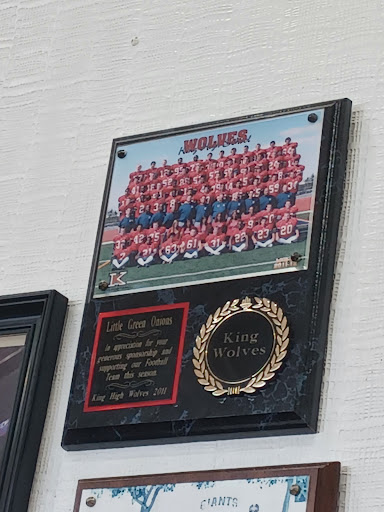 WOLVES
K
Little Green Onions
in appreciation for your
generous sponsorship and
supporting our Football
Team this season.
King High Wolves 2011
King
Wolves
GIANTS